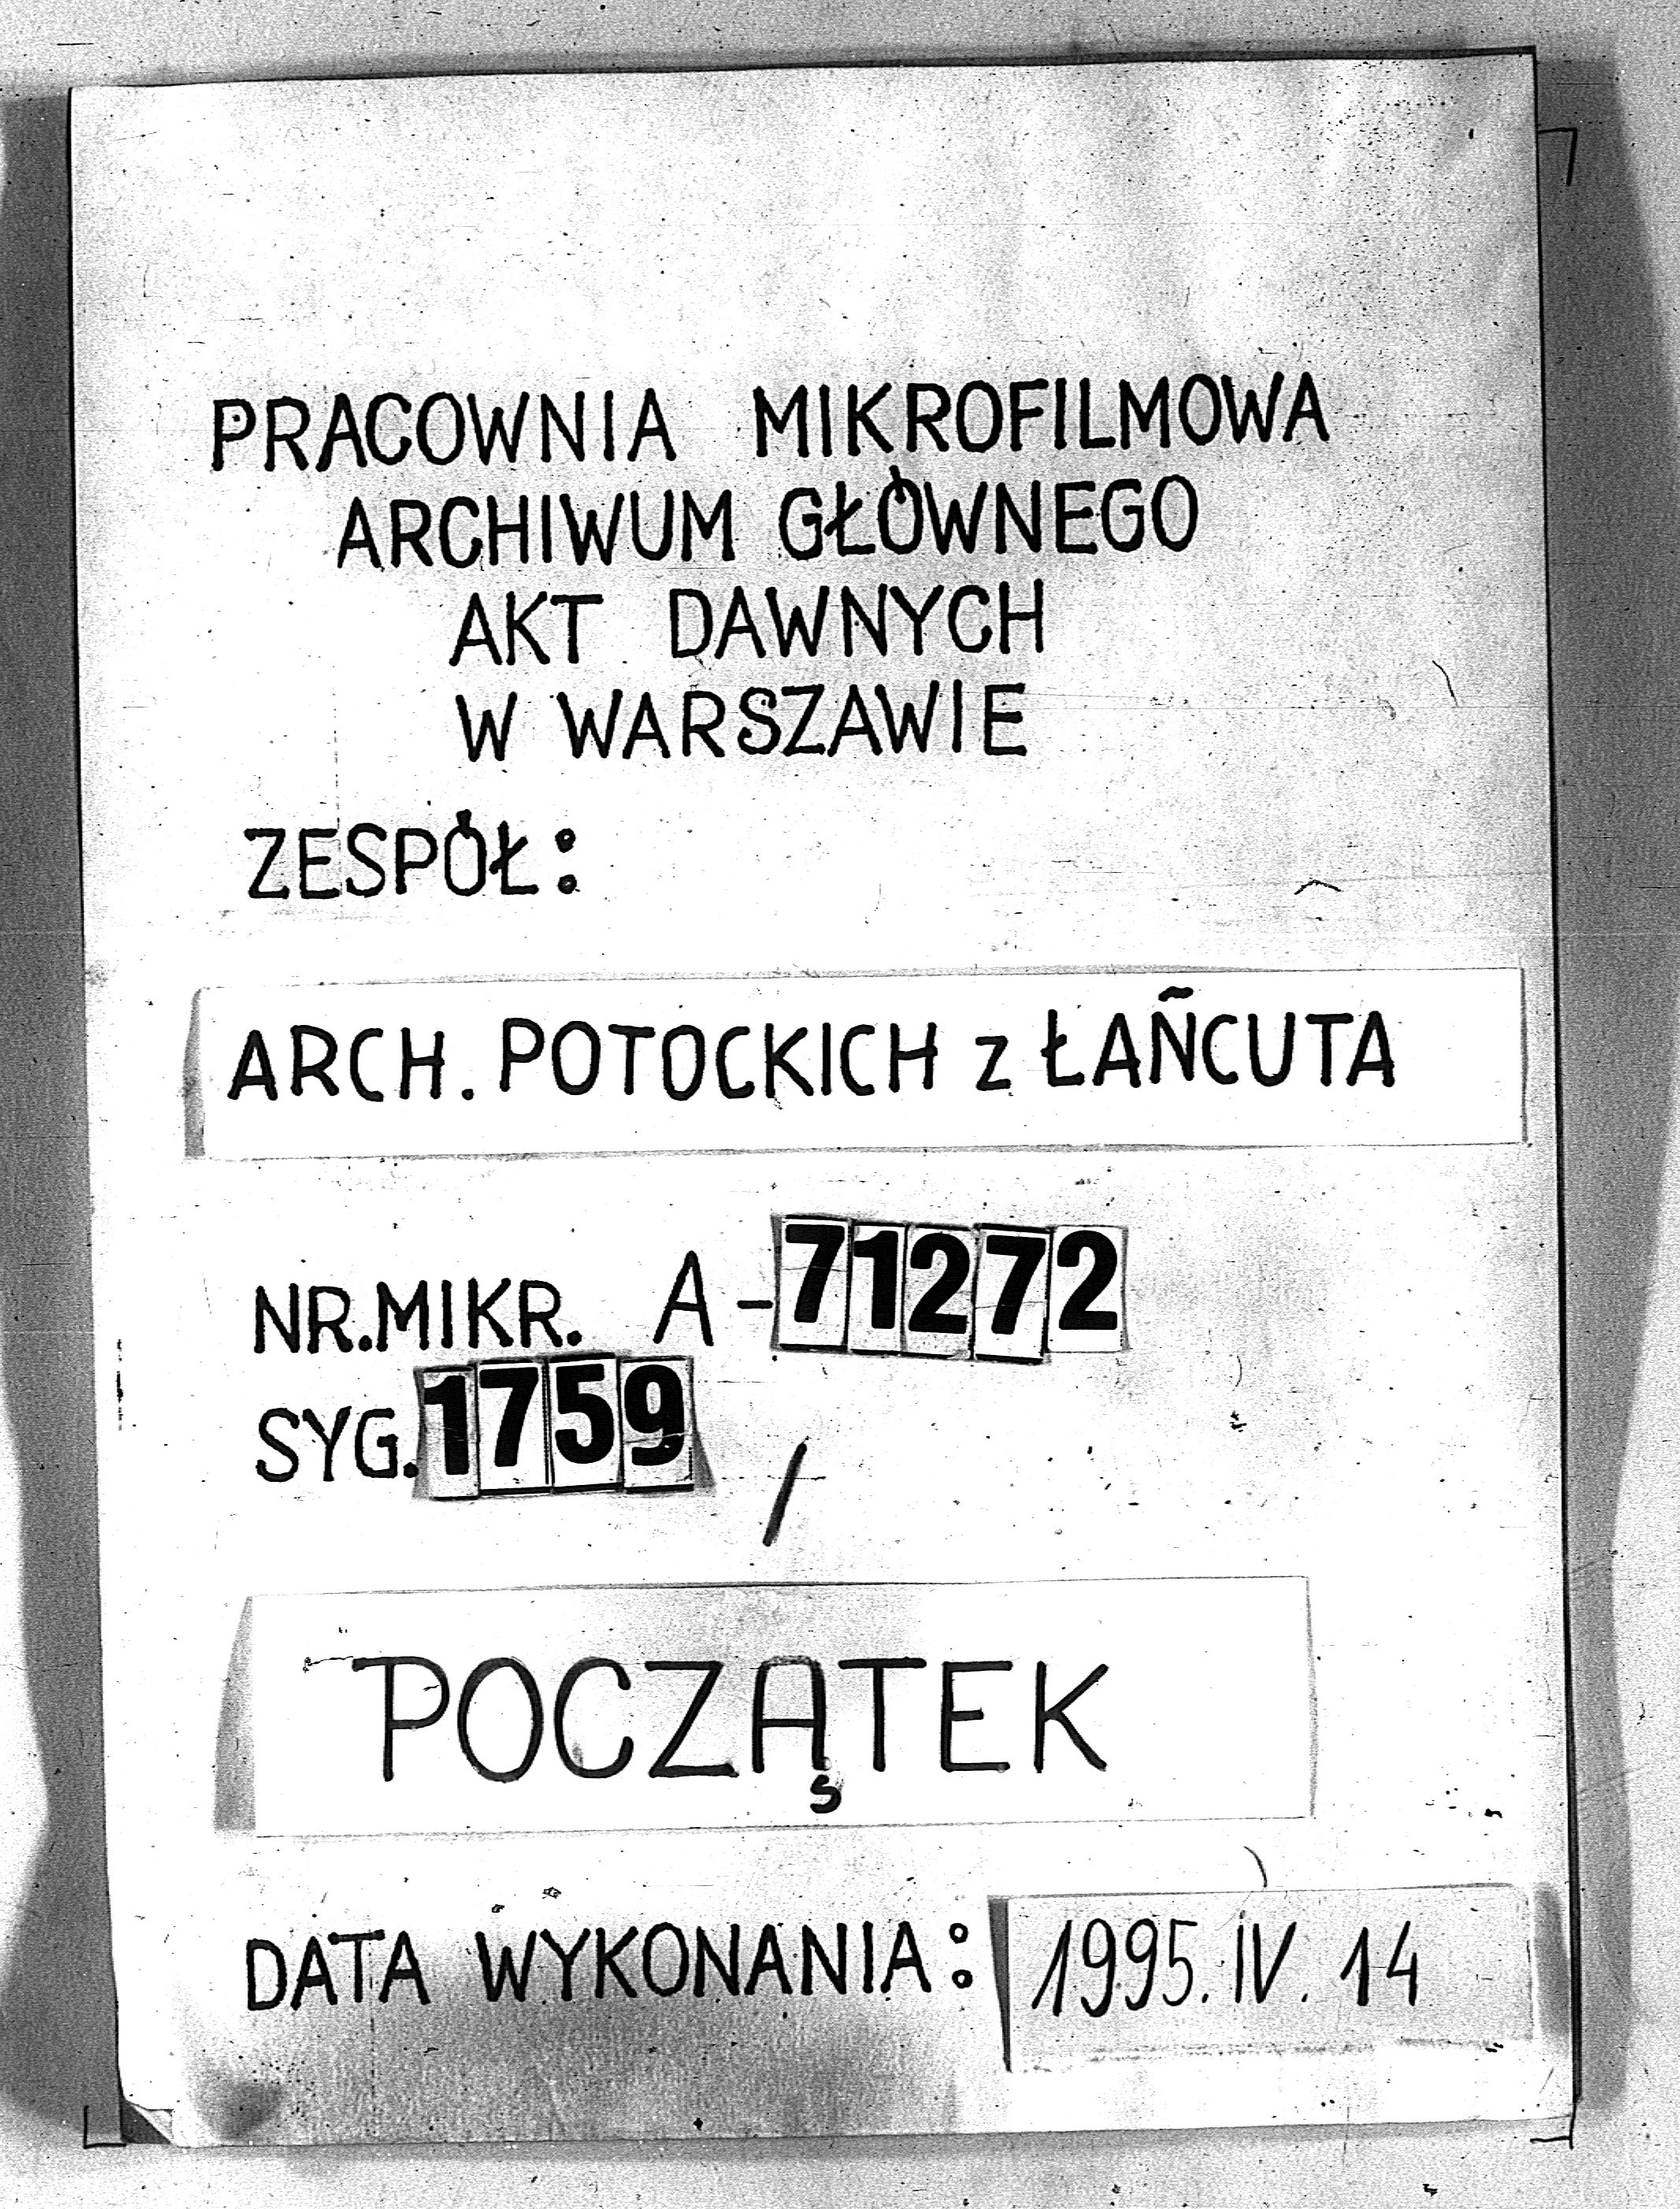 PRACOWNIA MIKROFILMOWA
ARCHIWUM GŁÓWNEGO
AKT DAWNYCH
W WARSZAWIE
ZESPÓŁ:
ARCH. POTOCKICH z ŁAŃCUTA
NR.MIKR. A-71272
SYG.1759 /
POCZĄTEK
DATA WYKONANIA: 1995.IV.14